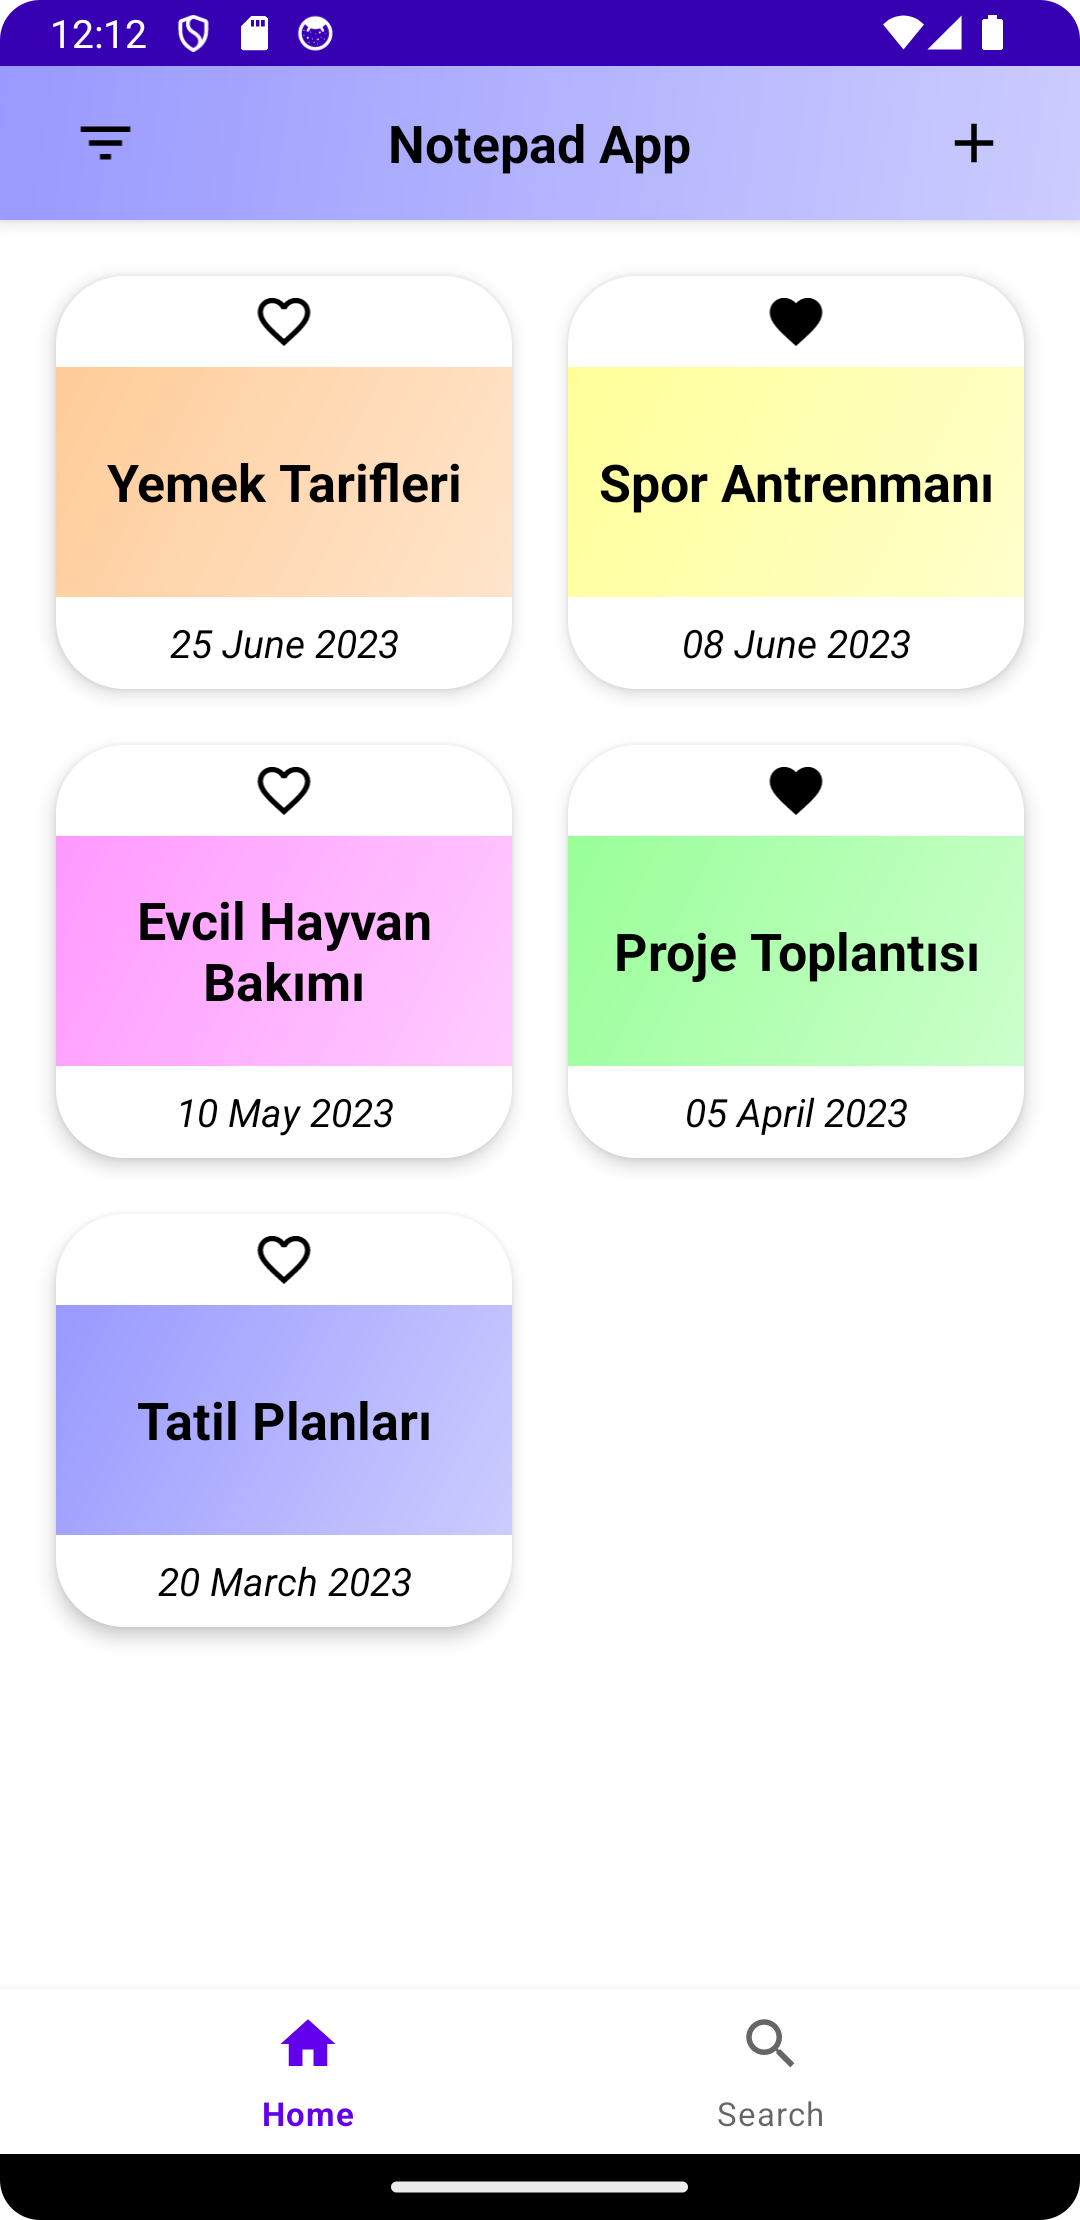 12:12
Notepad App
Yemek Tarifleri
25 June 2023
Spor Antrenmanı
08 June 2023
Evcil Hayvan
Bakımı
10 May 2023
Proje Toplantısı
05 April 2023
Tatil Planları
20 March 2023
Home
Search